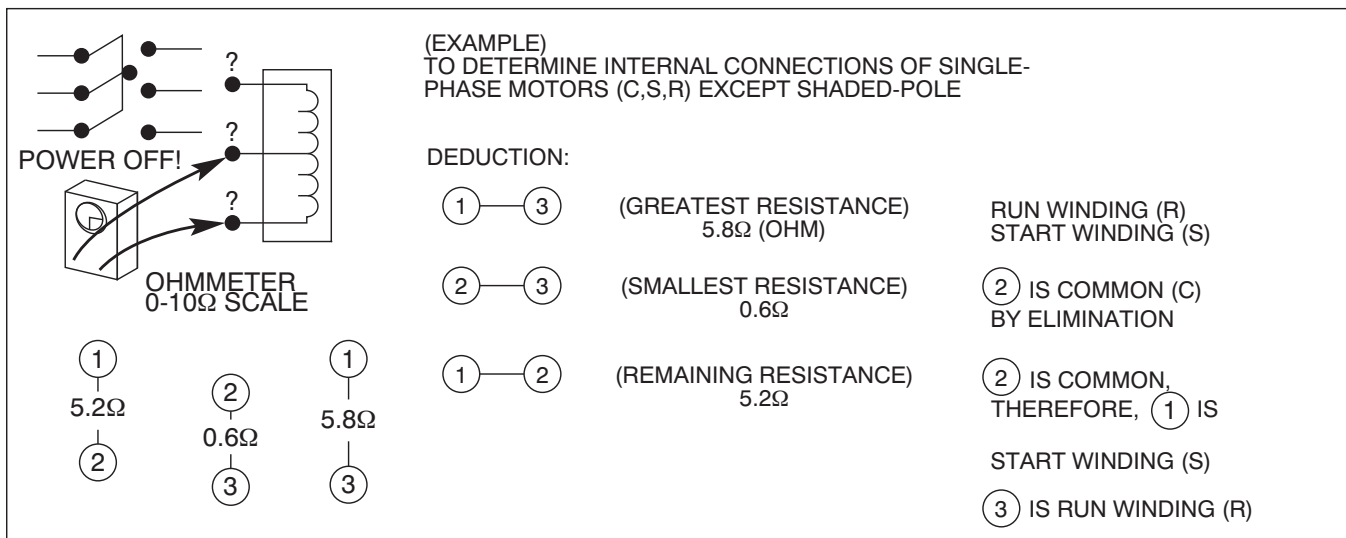 (EXAMPLE)
TO DETERMINE INTERNAL CONNECTIONS OF SINGLE-
PHASE MOTORS (C,S,R) EXCEPT SHADED-POLE
?
?
?
POWER OFF!
OHMMETER
0-10Ω SCALE
1
5.2Ω
2
2
0.6Ω
3
1
5.8Ω
3
DEDUCTION:
1 3 (GREATEST RESISTANCE) RUN WINDING (R)
5.8Ω (OHM) START WINDING (S)
2 3 (SMALLEST RESISTANCE) 2 IS COMMON (C)
0.6Ω BY ELIMINATION
1 2 (REMAINING RESISTANCE) 2 IS COMMON,
5.2Ω THEREFORE, 1 IS
START WINDING (S)
3 IS RUN WINDING (R)